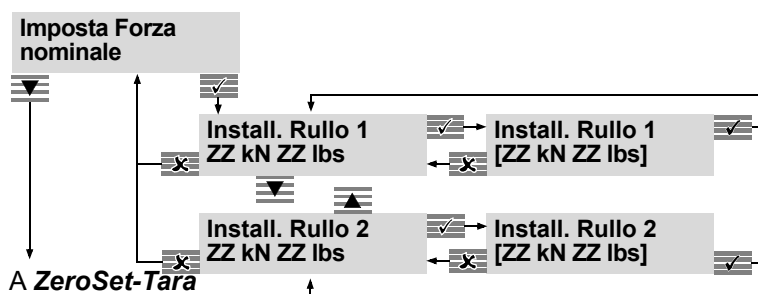 Imposta Forza
nominale
Install. Rullo 1
ZZ kN ZZ lbs
Install. Rullo 1
[ZZ kN ZZ lbs]
Install. Rullo 2
ZZ kN ZZ lbs
Install. Rullo 2
[ZZ kN ZZ lbs]
A ZeroSet-Tara